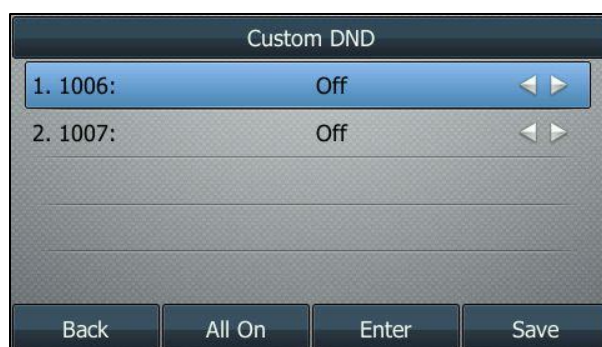 Custom DND
1. 1006: Off
2. 1007: Off
Back All On Enter Save